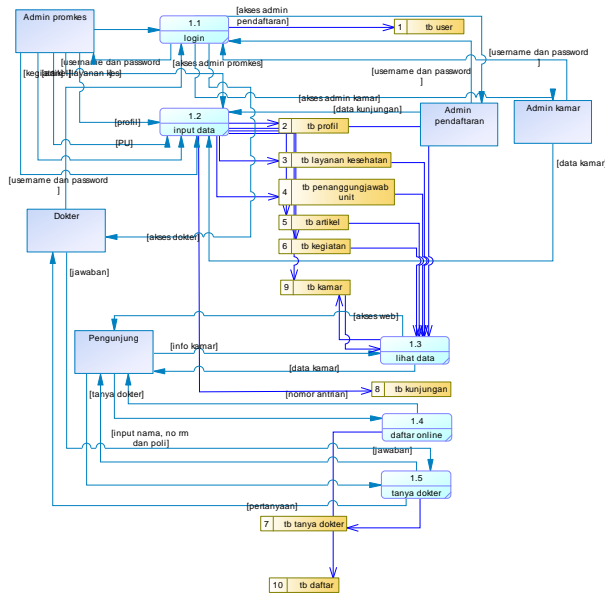 Admin promkes
1.1
login
[akses admin
pendaftaran]
1 tb user
[username dan password
]
[akses admin promkes]
[username dan password
]
[username dan password
]
[akses admin kamar]
[data kunjungan]
Admin
pendaftaran
Admin kamar
[profil]
1.2
input data
2 tb profil
[PU]
3 tb layanan kesehatan
[data kamar]
[username dan password
]
4 tb penanggungjawab
unit
Dokter
5 tb artikel
[akses dokter]
6 tb kegiatan
[jawaban]
9 tb kamar
[akses web]
Pengunjung
[info kamar]
1.3
lihat data
[data kamar]
[tanya dokter]
[nomor antrian]
8 tb kunjungan
1.4
daftar online
[input nama, no rm
dan poli]
[jawaban]
1.5
tanya dokter
[pertanyaan]
7 tb tanya dokter
10 tb daftar